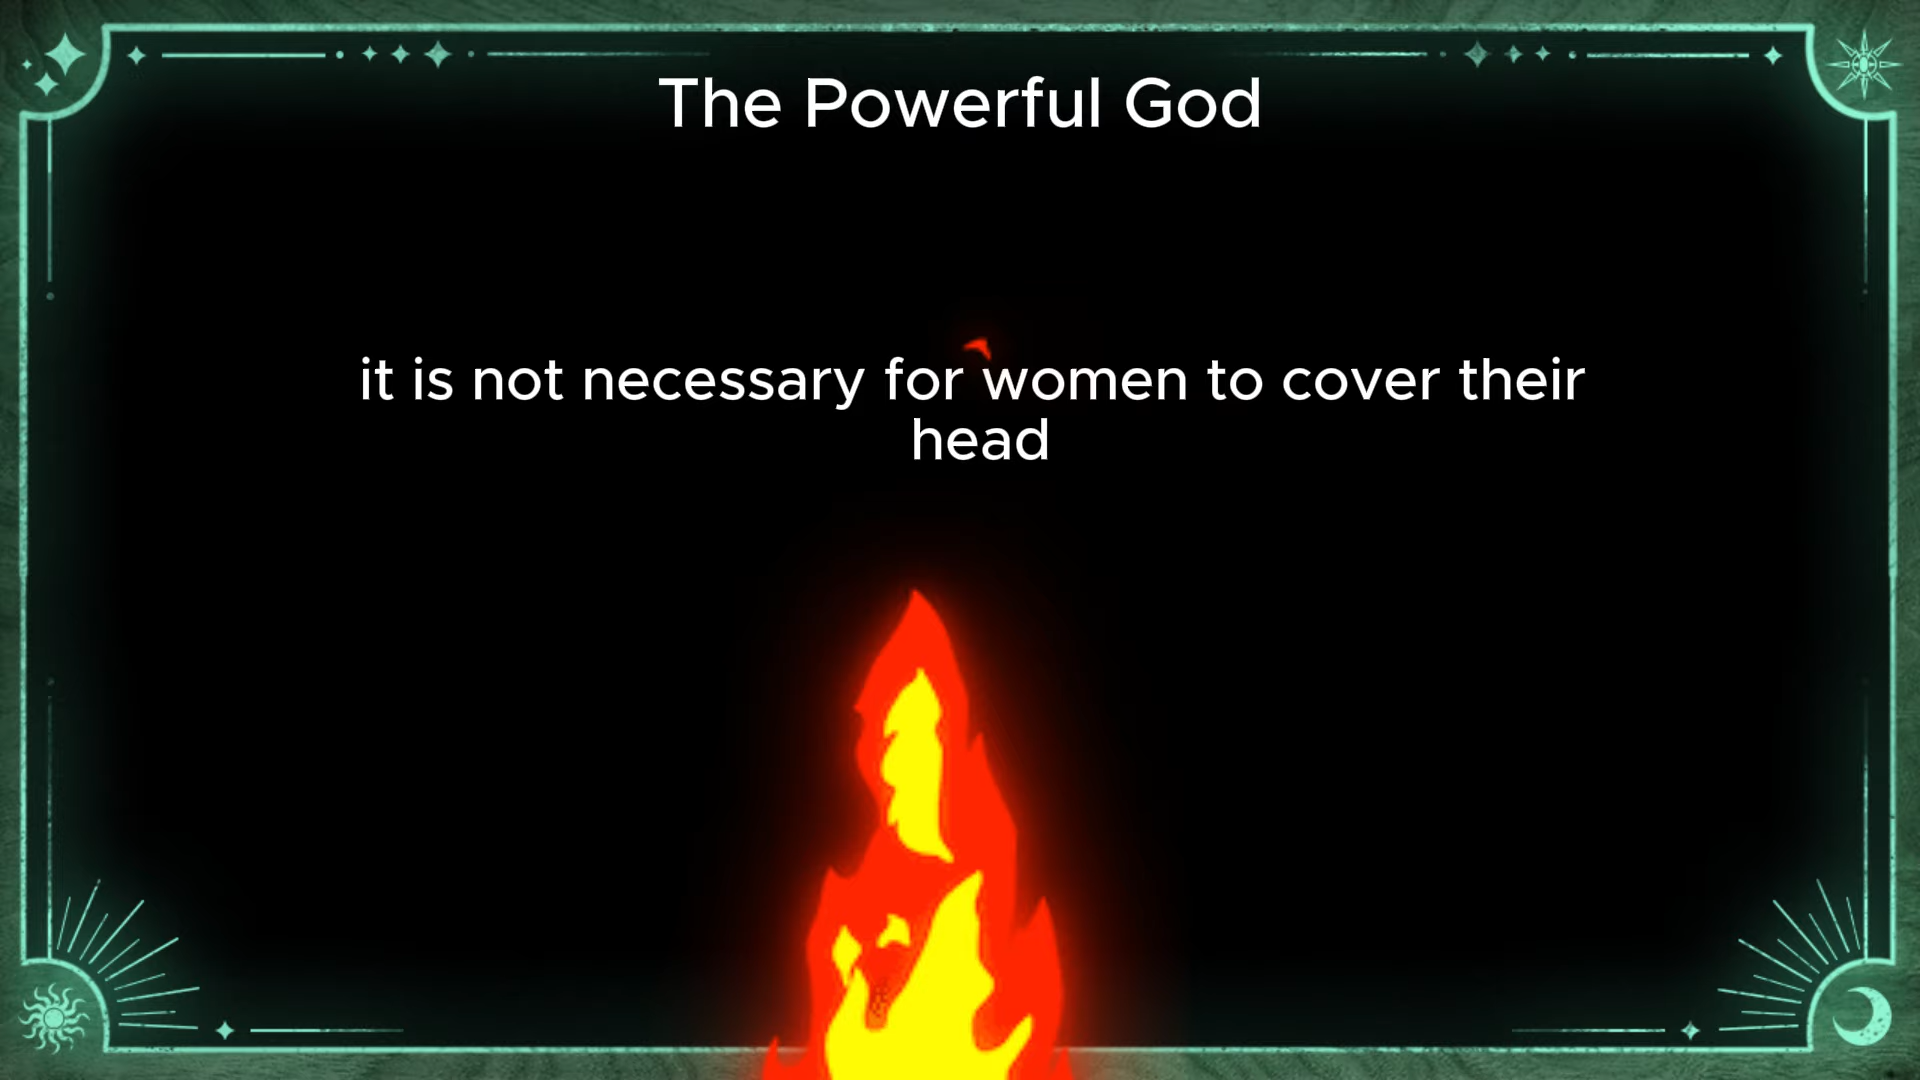 The Powerful God
it is not necessary for women to cover their
head